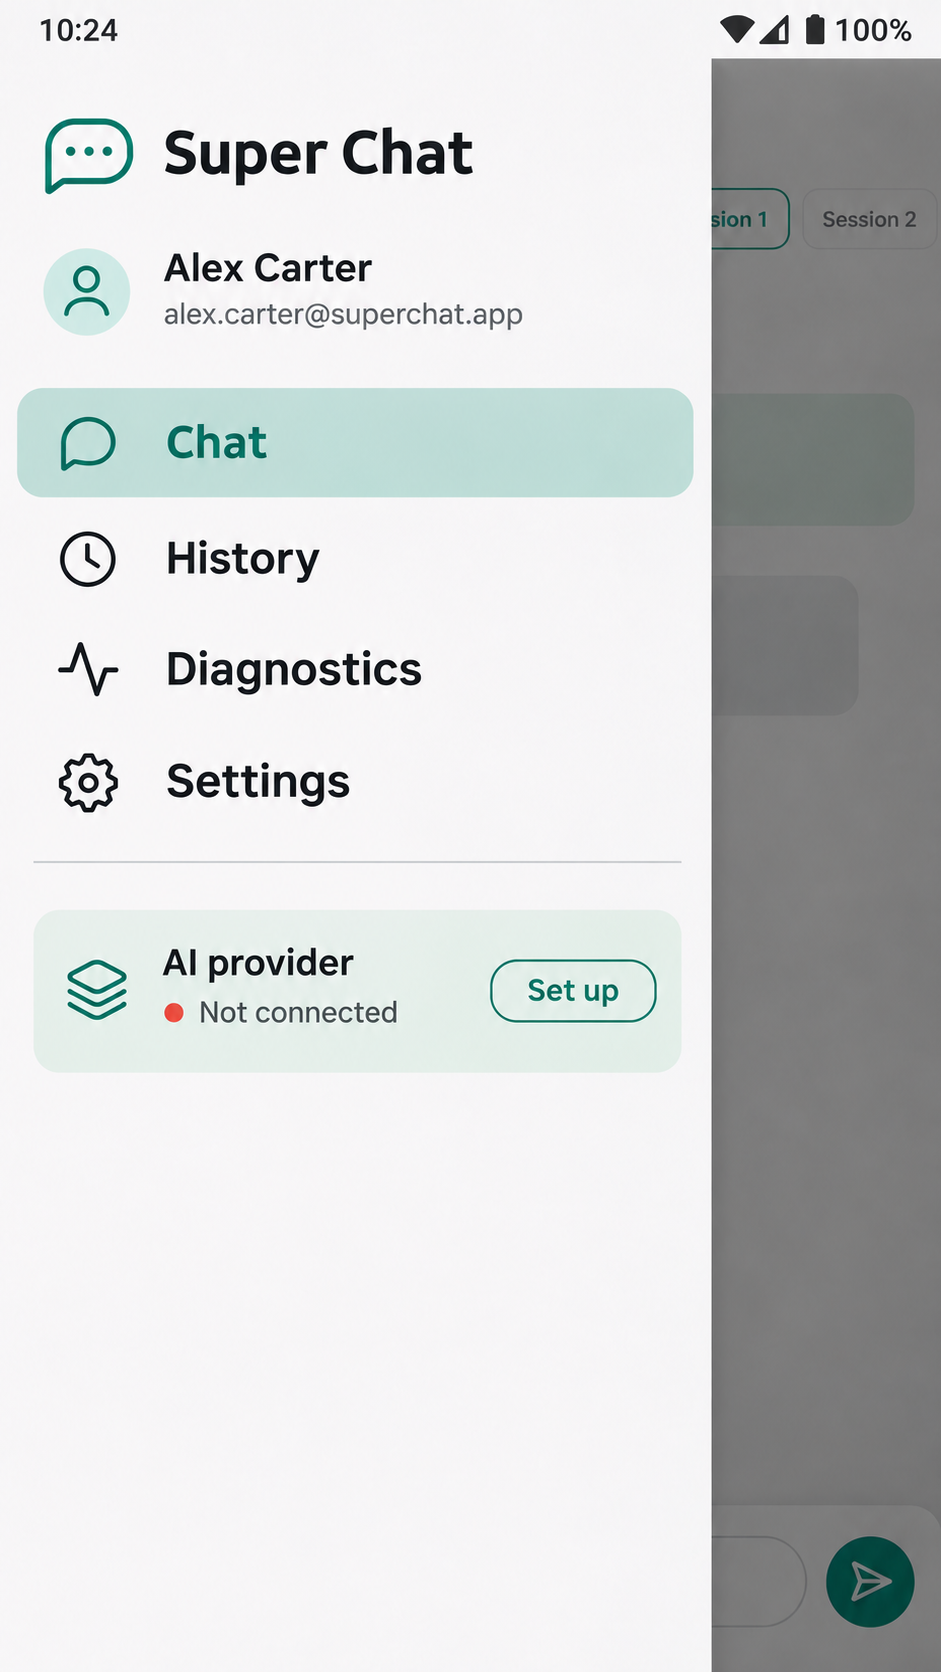 10:24
100%
Super Chat
Alex Carter
alex.carter@superchat.app
Chat
History
Diagnostics
Settings
AI provider
Not connected
Set up
sion 1
Session 2